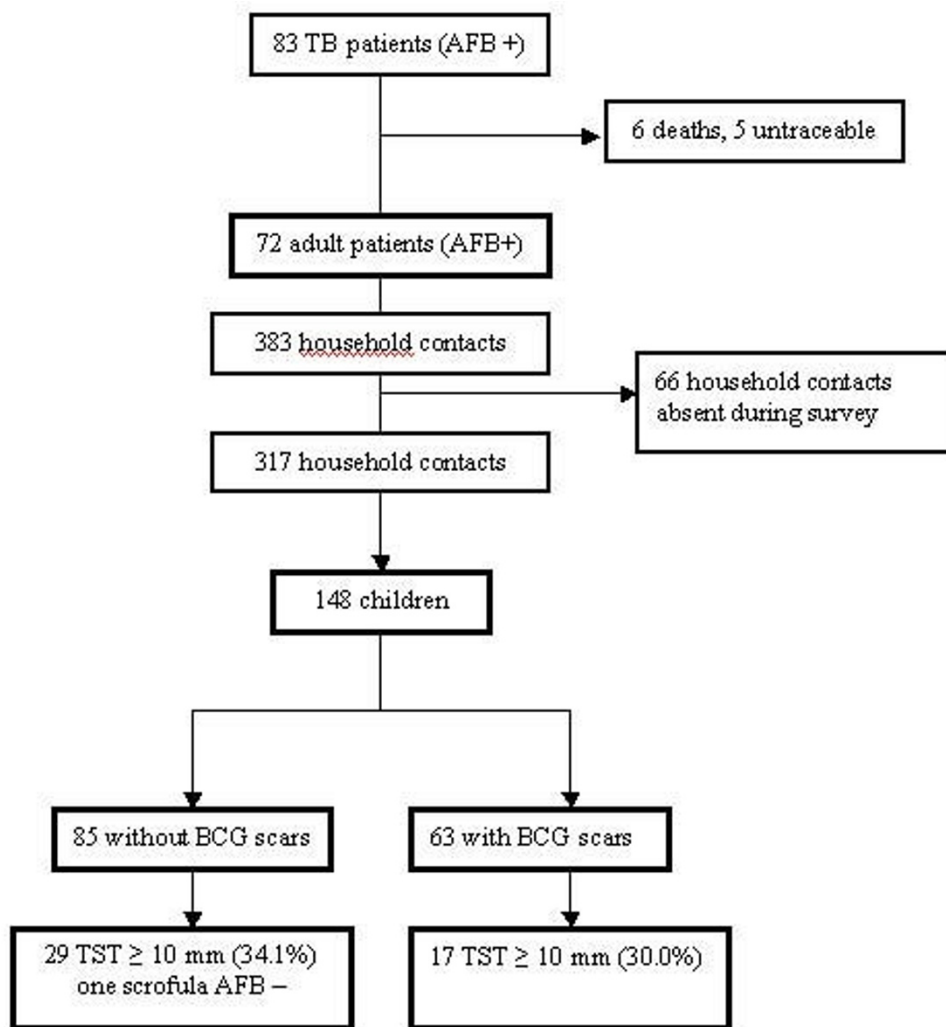 83 TB patients (AFB +)
6 deaths, 5 untraceable
72 adult patients (AFB+)
383 household contacts
66 household contacts
absent during survey
317 household contacts
148 children
85 without BCG scars
63 with BCG scars
29 TST ≥ 10 mm (34.1%)
one scrofula AFB –
17 TST ≥ 10 mm (30.0%)